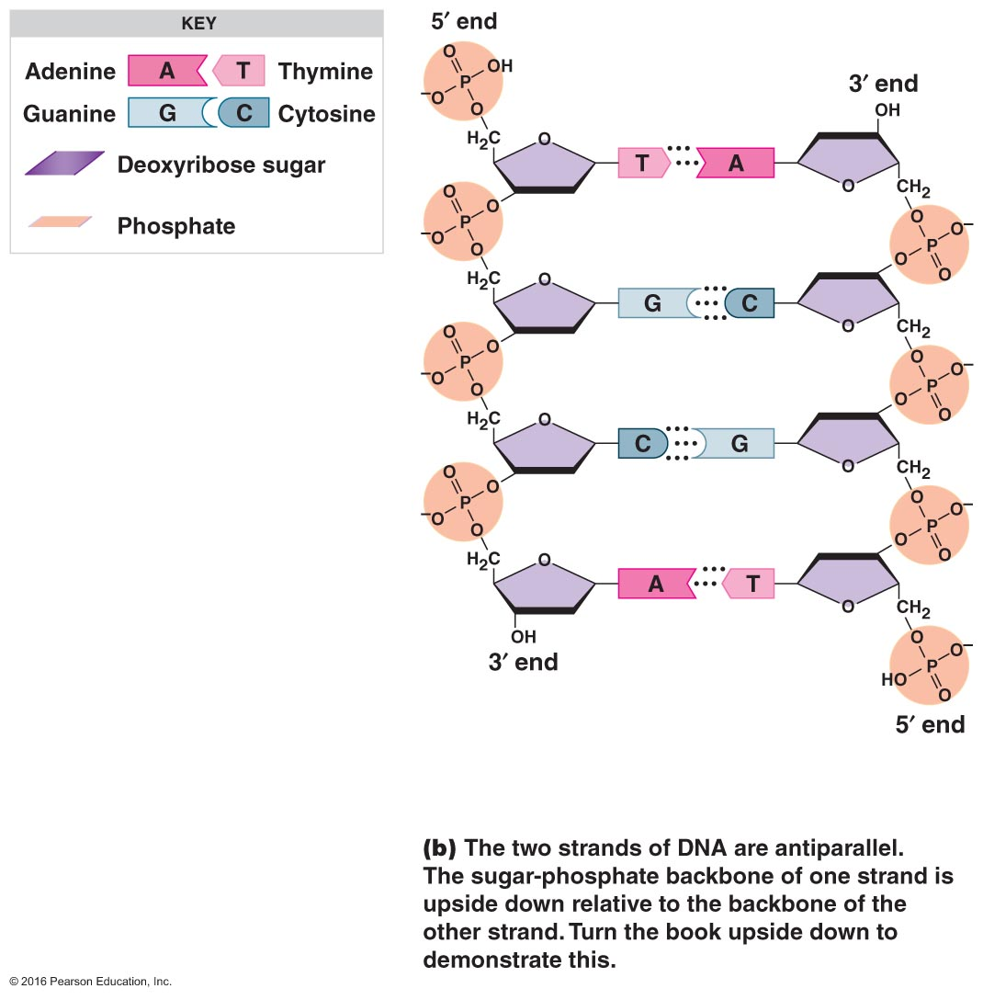 KEY
Adenine A T Thymine
Guanine G C Cytosine
Deoxyribose sugar
Phosphate
5′ end
O
OH
P
−O
O
H2C
O
T
A
3′ end
OH
O
CH2
O
P
−O
O
O
H2C
O
G
C
O
CH2
O
O−
P
O
O
O
P
−O
O
O
H2C
O
C
G
O
CH2
O
O−
P
O
O
O
P
−O
O
O
H2C
O
A
T
O
CH2
O
O−
P
O
O
OH
3′ end
O
O−
P
HO
O
5′ end
(b) The two strands of DNA are antiparallel.
The sugar-phosphate backbone of one strand is
upside down relative to the backbone of the
other strand. Turn the book upside down to
demonstrate this.
© 2016 Pearson Education, Inc.